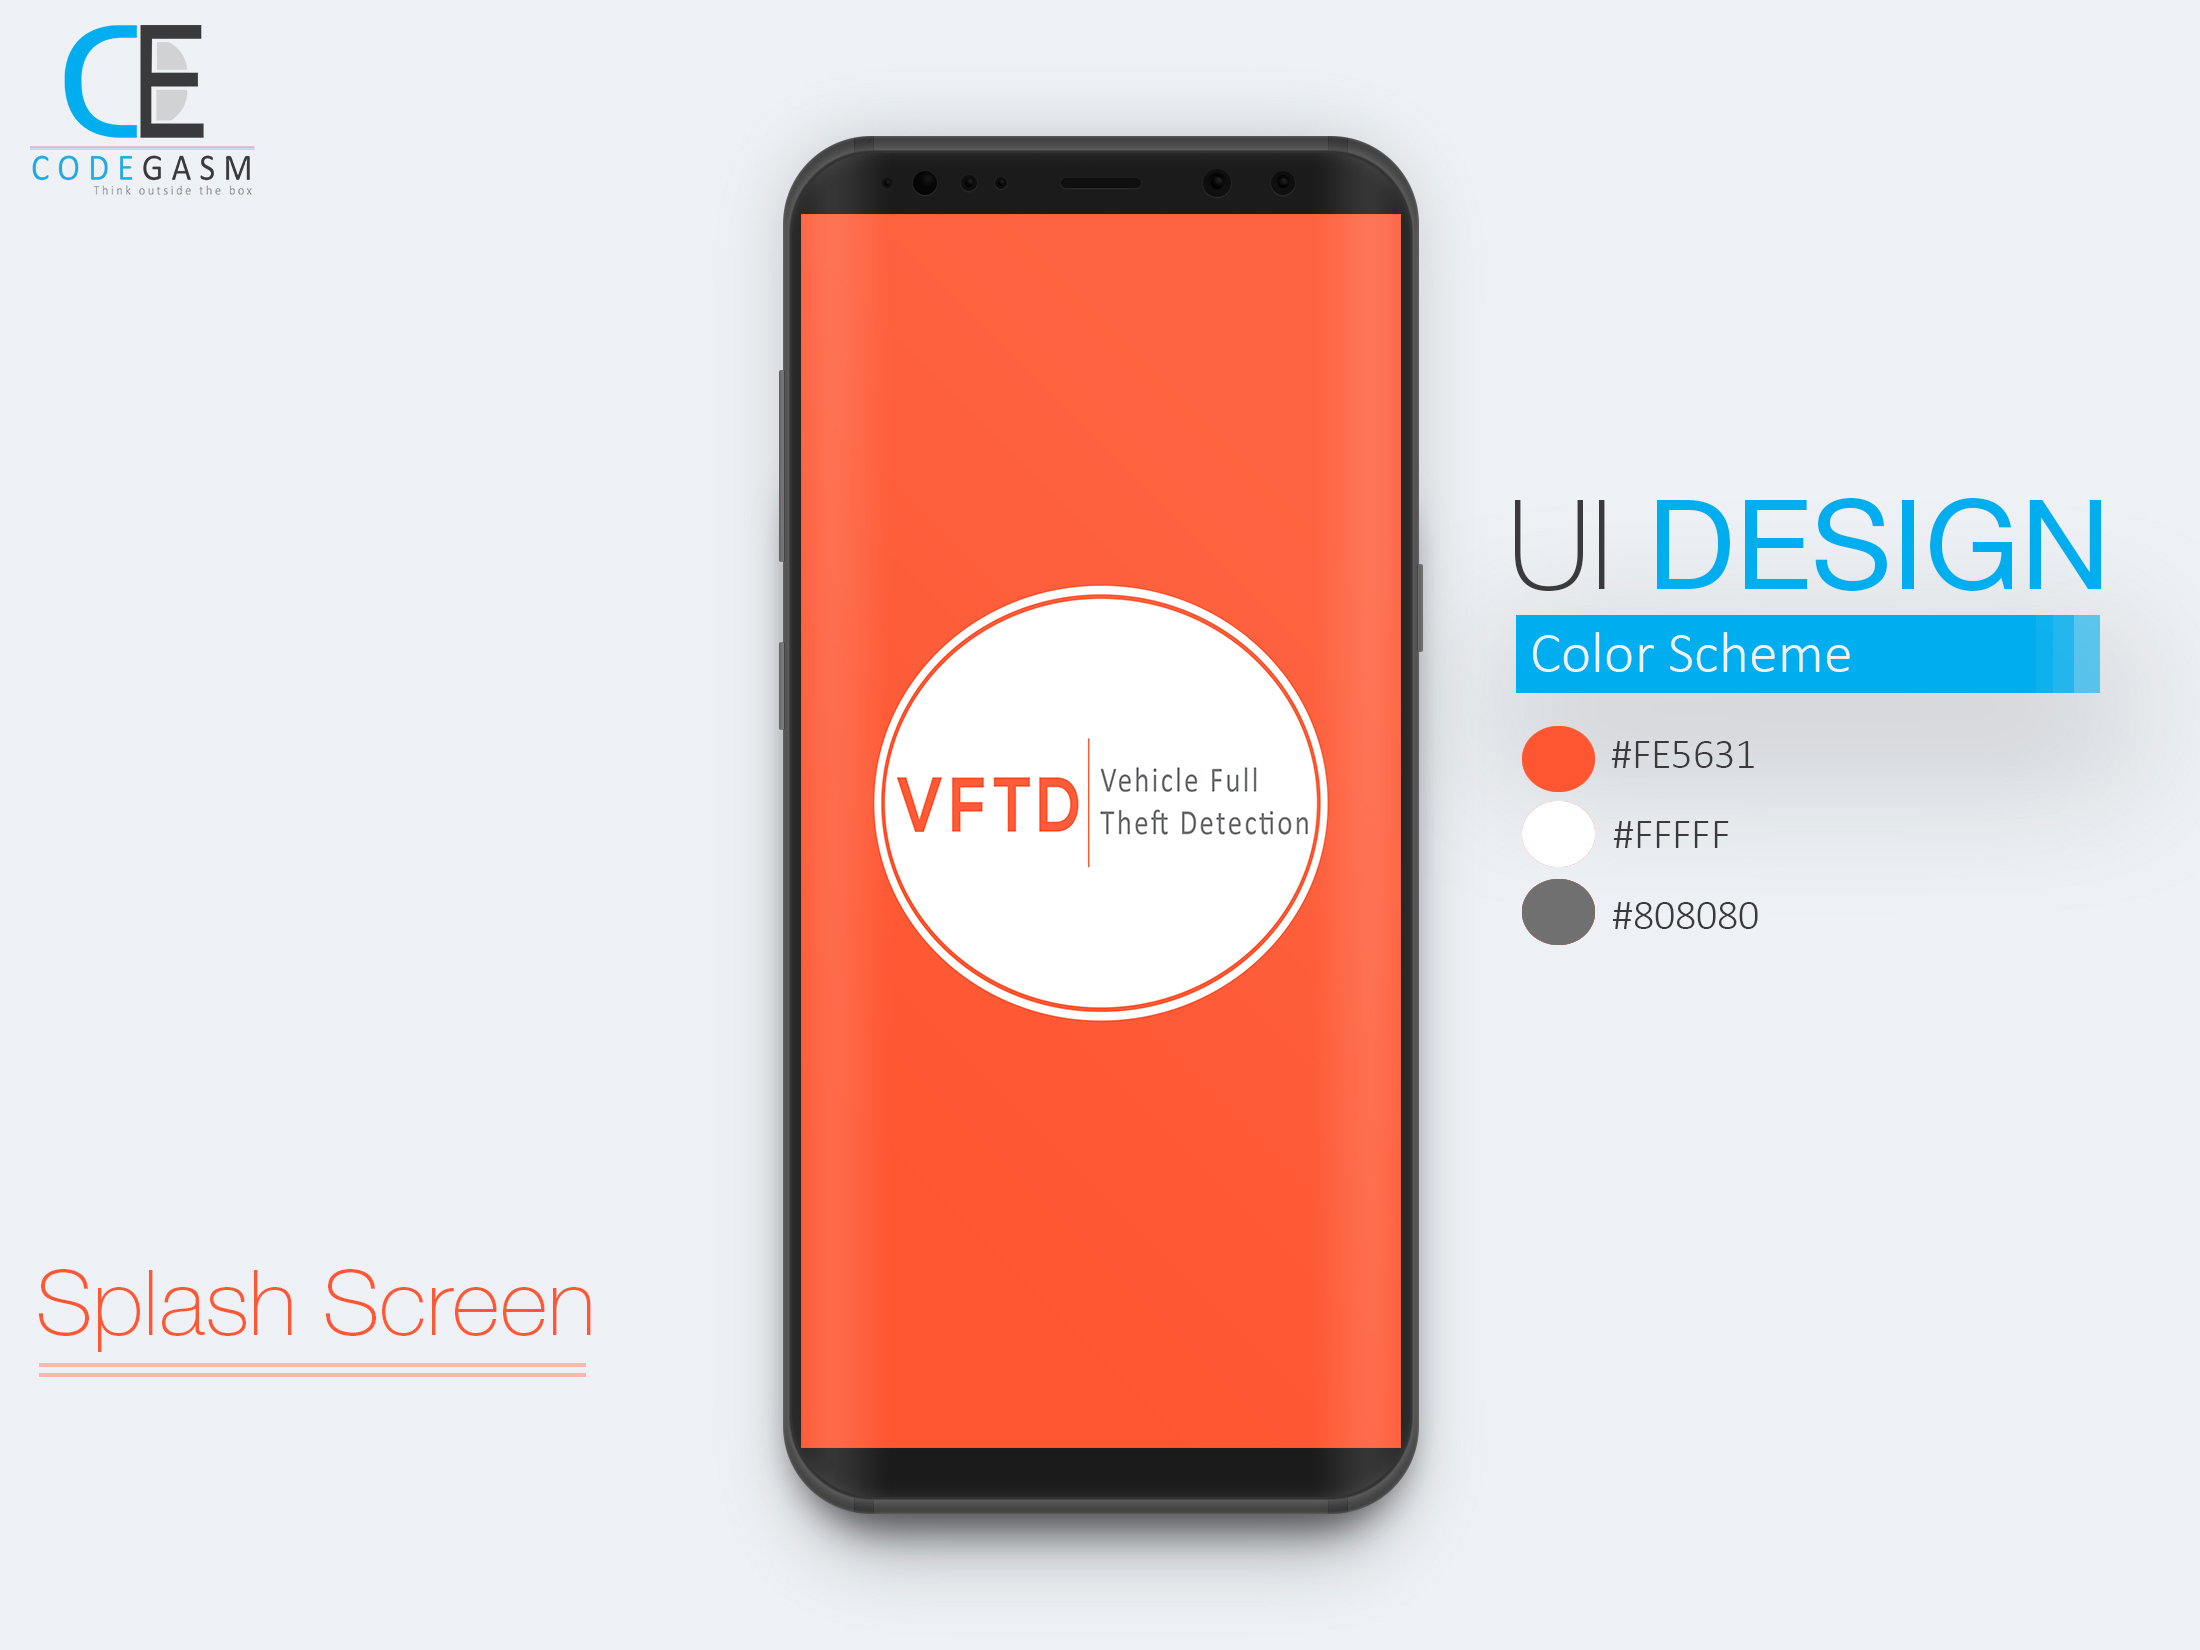 CE
CODEGASM
Think outside the box
UI DESIGN
Color Scheme
#FE5631
#FFFFF
#808080
VFTD
Vehicle Full
Theft Detection
Splash Screen